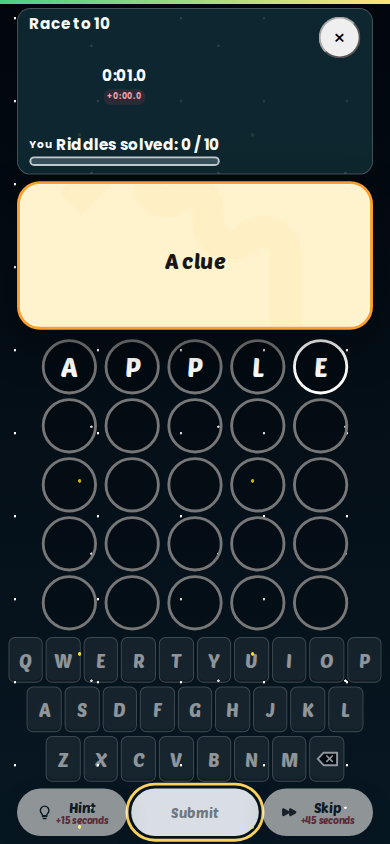 Race to 10
×
0:01.0
+0:00.0
You Riddles solved: 0 / 10
A clue
A P P L E
Q W E R T Y U I O P
A S D F G H J K L
Z X C V B N M
Hint
+15 seconds
Submit
Skip
+45 seconds